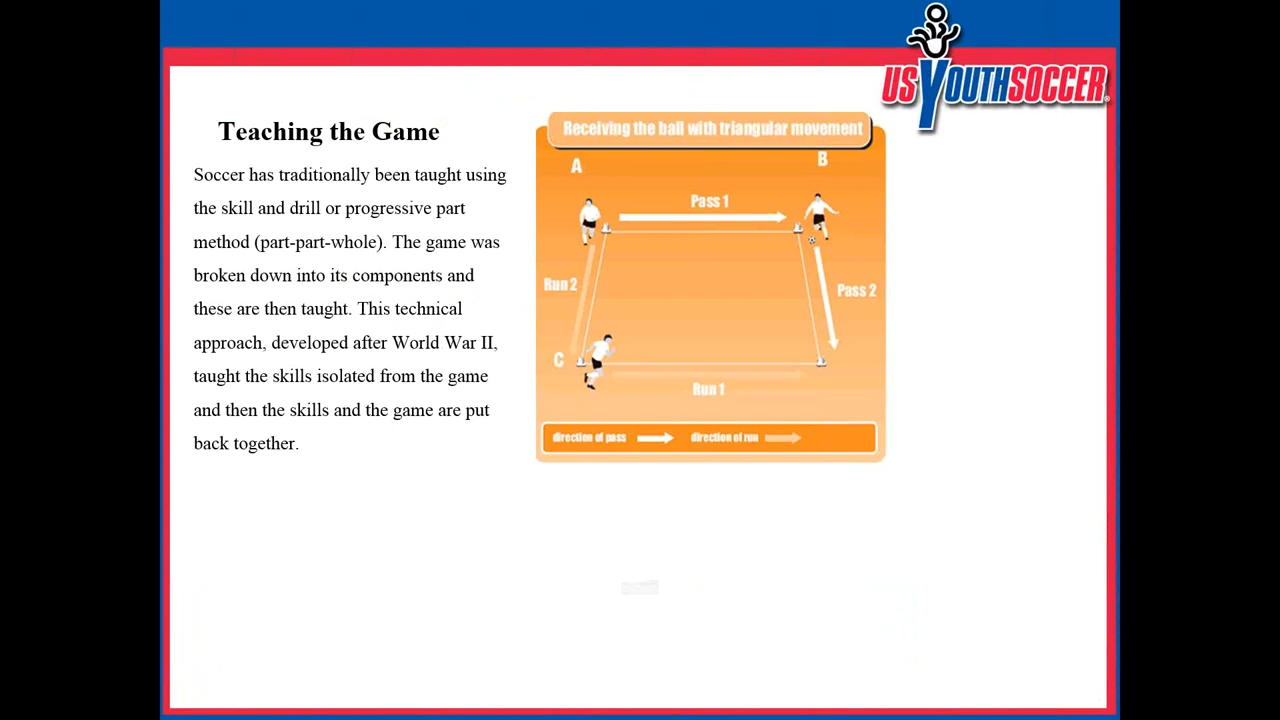 US YOUTH SOCCER®
Teaching the Game
Soccer has traditionally been taught using
the skill and drill or progressive part
method (part-part-whole). The game was
broken down into its components and
these are then taught. This technical
approach, developed after World War II,
taught the skills isolated from the game
and then the skills and the game are put
back together.
Receiving the ball with triangular movement
A
B
Pass 1
Run 2
Pass 2
C
Run 1
direction of pass
direction of run